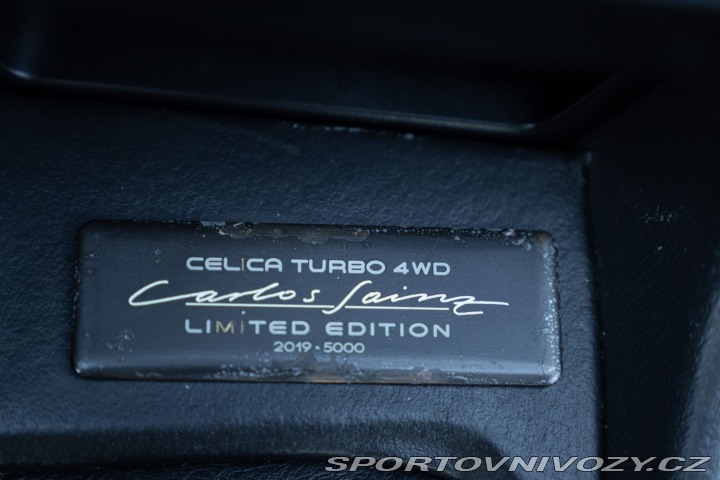 CELICA TURBO 4WD
Carlos Sainz
LIMITED EDITION
2019·5000
SPORTOVNIVOZY.CZ